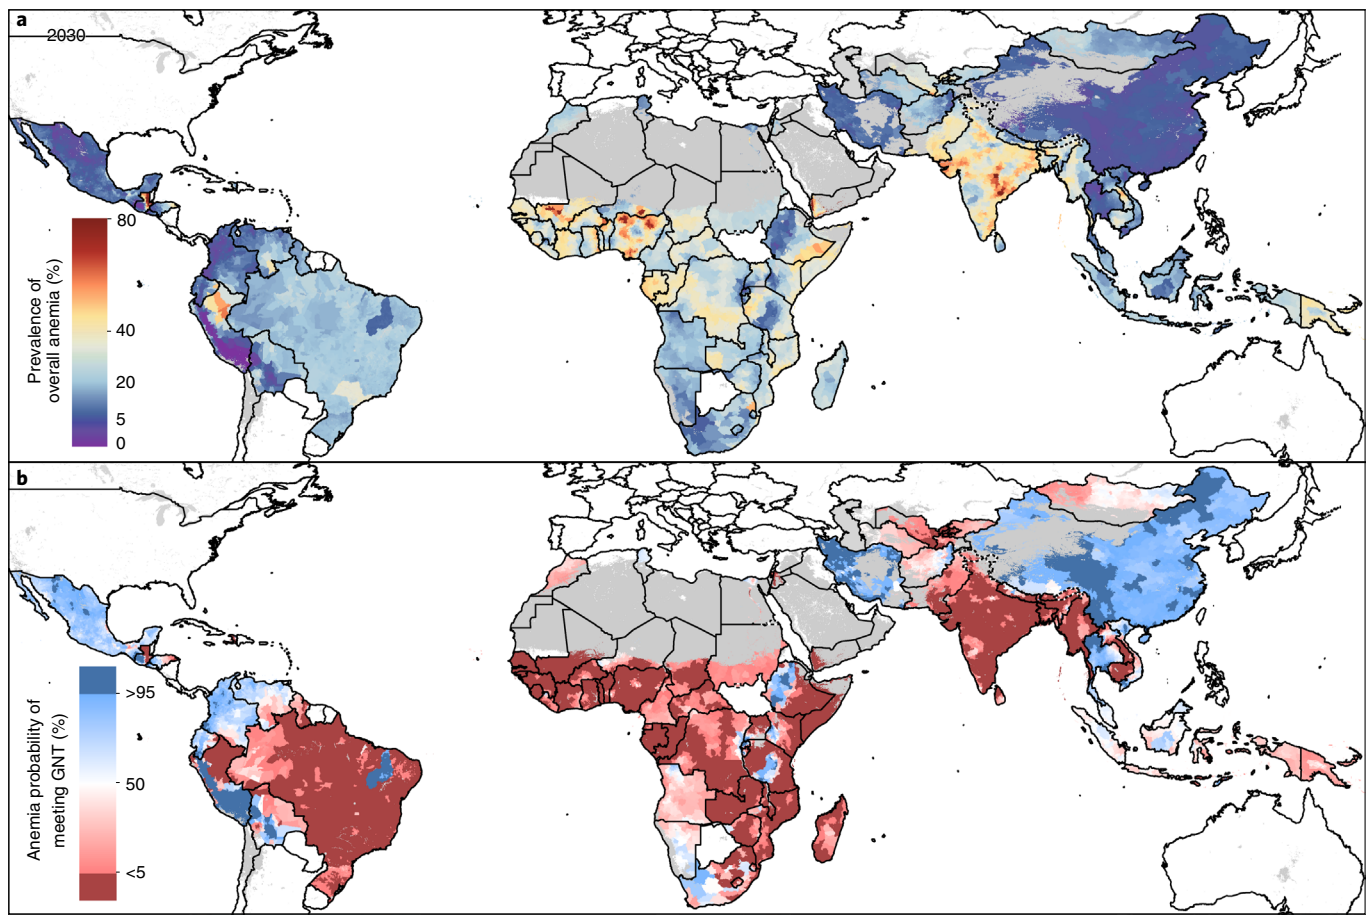 a
2030
80
40
20
5
0
Prevalence of
overall anemia (%)
b
>95
50
<5
Anemia probability of
meeting GNT (%)